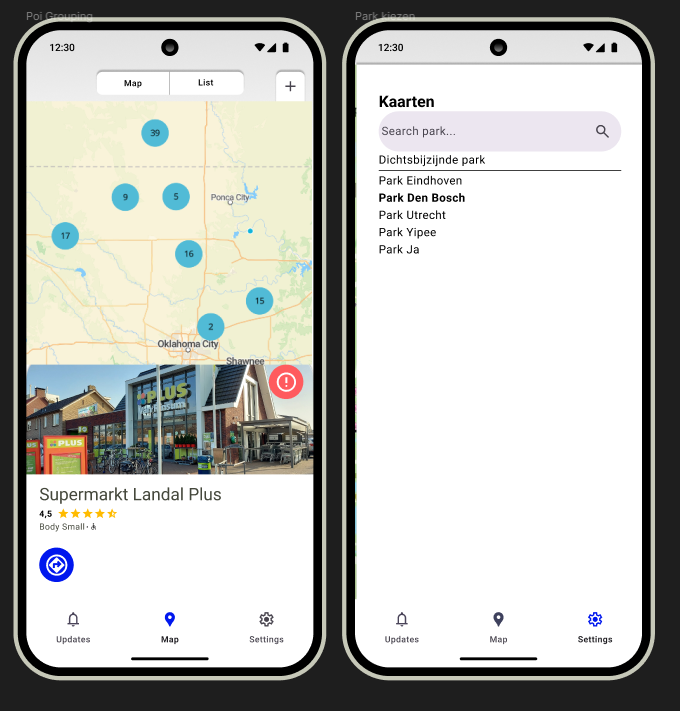 Poi Grouping
12:30
Map
List
+
39
9
5
Ponca City
17
16
15
2
Oklahoma City
Shawnee
PLUS
PLUS
Supermarkt Landal Plus
4,5
Body Small •
Updates
Map
Settings
Park kiezen
12:30
Kaarten
Search park...
Dichtsbijzijnde park
Park Eindhoven
Park Den Bosch
Park Utrecht
Park Yipee
Park Ja
Updates
Map
Settings